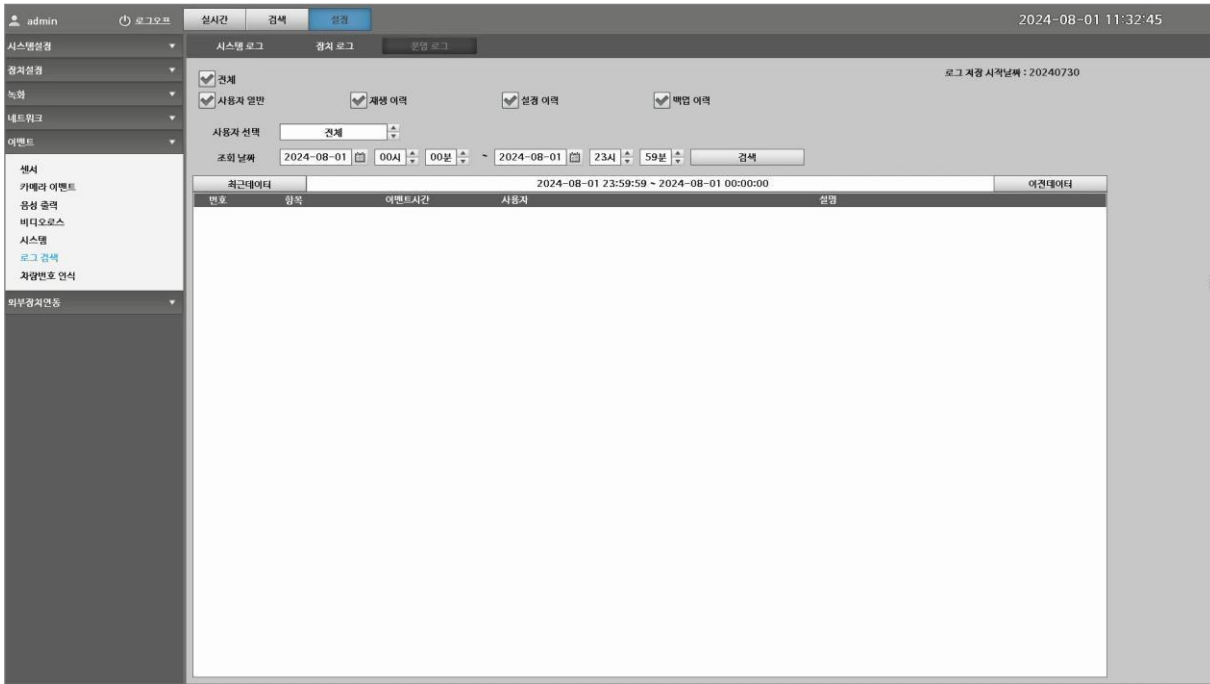 admin 로그오프 실시간 검색 설정 2024-08-01 11:32:45
시스템설정 시스템 로그 장치 로그 운영 로그
장치설정
녹화
네트워크
이벤트
센서
카메라 이벤트
음성 출력
비디오로스
시스템
로그 검색
차량번호 인식
외부장치연동
로그 저장 시작날짜 : 20240730
전체
사용자 일반 재생 이력 설정 이력 백업 이력
사용자 선택 전체
조회 날짜 2024-08-01 00시 00분 ~ 2024-08-01 23시 59분 검색
최근데이터 2024-08-01 23:59:59 ~ 2024-08-01 00:00:00 이전데이터
번호 항목 이벤트시간 사용자 설명